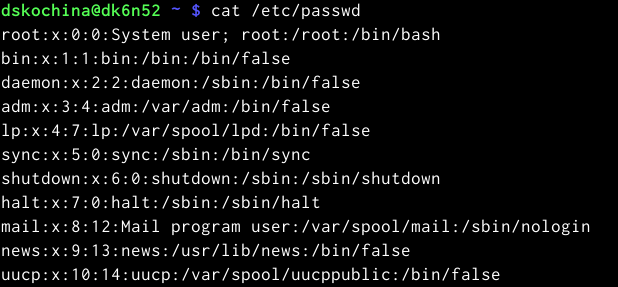 dskochina@dk6n52 ~ $ cat /etc/passwd
root:x:0:0:System user; root:/root:/bin/bash
bin:x:1:1:bin:/bin:/bin/false
daemon:x:2:2:daemon:/sbin:/bin/false
adm:x:3:4:adm:/var/adm:/bin/false
lp:x:4:7:lp:/var/spool/lpd:/bin/false
sync:x:5:0:sync:/sbin:/bin/sync
shutdown:x:6:0:shutdown:/sbin:/sbin/shutdown
halt:x:7:0:halt:/sbin:/sbin/halt
mail:x:8:12:Mail program user:/var/spool/mail:/sbin/nologin
news:x:9:13:news:/usr/lib/news:/bin/false
uucp:x:10:14:uucp:/var/spool/uucppublic:/bin/false